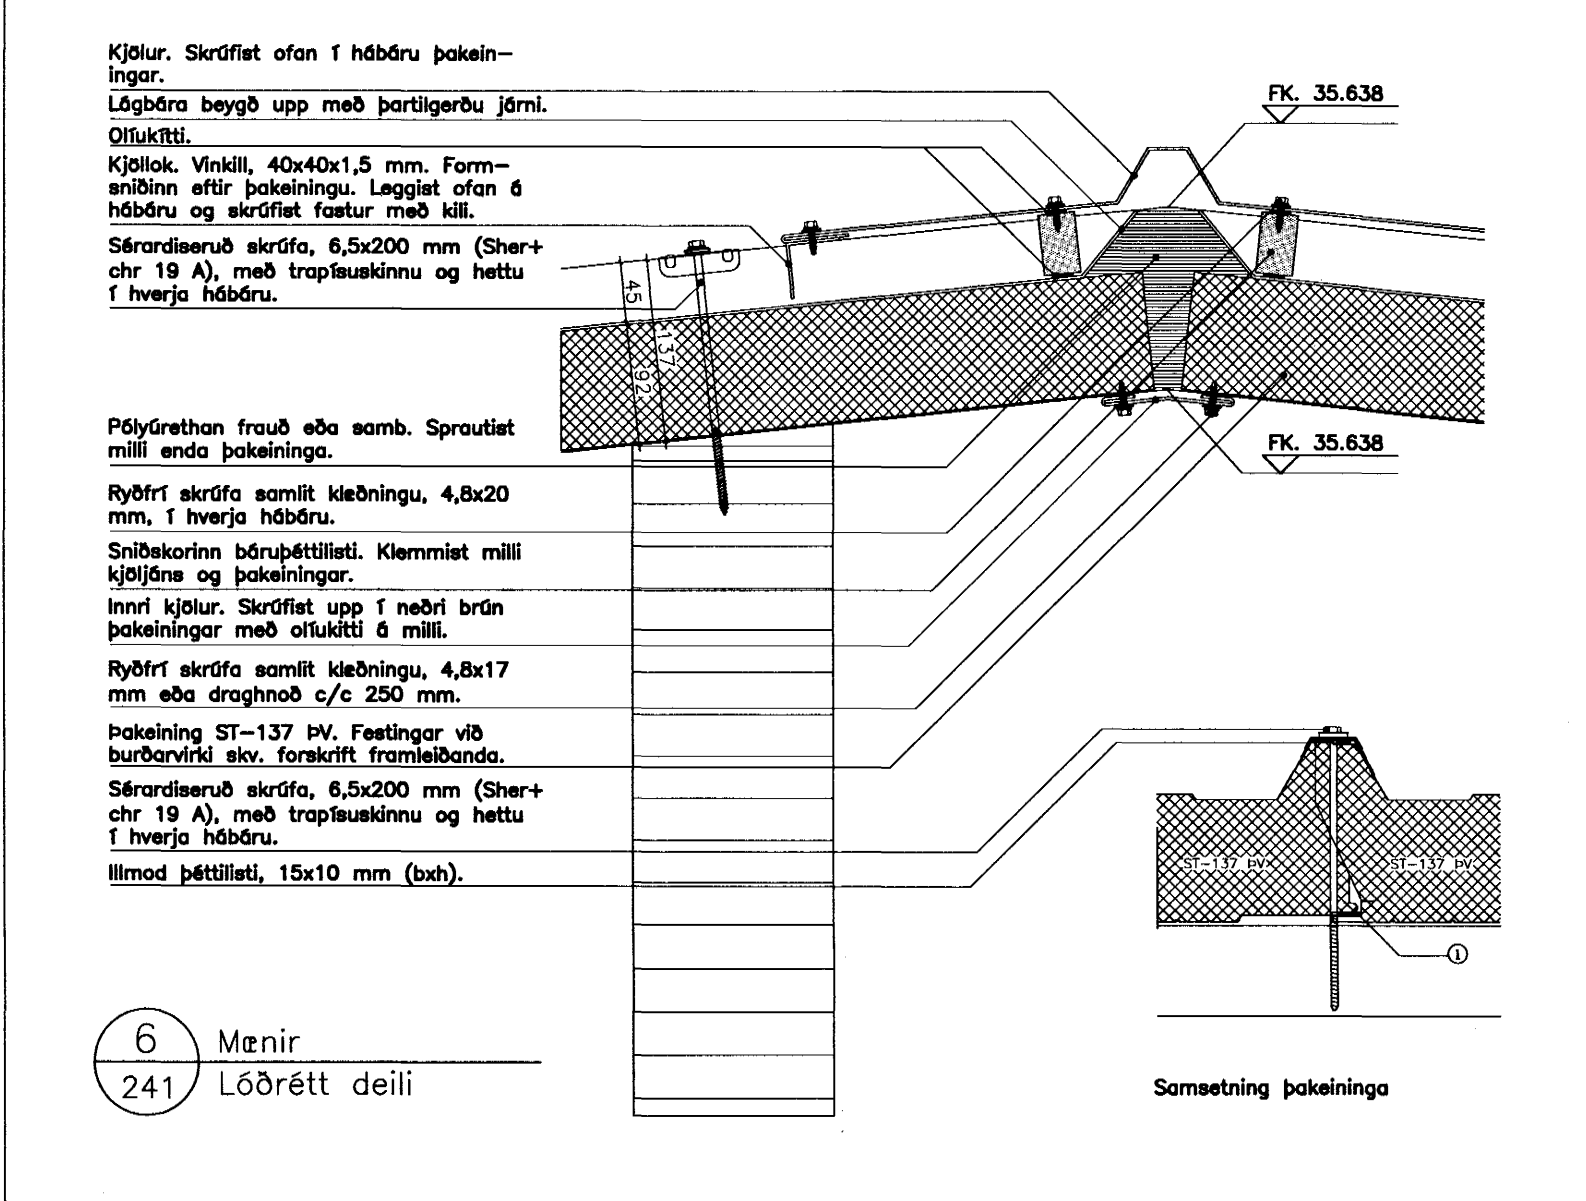 Kjölur. Skrúfist ofan í hábáru þakein-
ingar.
Lágbára beygð upp með þartilgerðu járni.
Olíukítti.
Kjöllok. Vinkill, 40x40x1,5 mm. Form-
sniðinn eftir þakeiningu. Leggist ofan á
hábáru og skrúfist fastur með kili.
Sérardiseruð skrúfa, 6,5x200 mm (Sher+
chr 19 A), með trapísuskinnu og hettu
í hverja hábáru.
Pólyúrethan frauð eða samb. Sprautist
milli enda þakeininga.
Ryðfrí skrúfa samlit klæðningu, 4,8x20
mm, í hverja hábáru.
Sniðskorinn báruþéttilisti. Klemmist milli
kjöljáns og þakeiningar.
Innri kjölur. Skrúfist upp í neðri brún
þakeiningar með olíukitti á milli.
Ryðfrí skrúfa samlit klæðningu, 4,8x17
mm eða draghnoð c/c 250 mm.
Þakeining ST-137 ÞV. Festingar við
burðarvirki skv. forskrift framleiðanda.
Sérardiseruð skrúfa, 6,5x200 mm (Sher+
chr 19 A), með trapísuskinnu og hettu
í hverja hábáru.
Illmod þéttilisti, 15x10 mm (bxh).
FK. 35.638
45
137
92
FK. 35.638
ST-137 ÞV
ST-137 ÞV
1
Samsetning þakeininga
6
241
Mænir
Lóðrétt deili